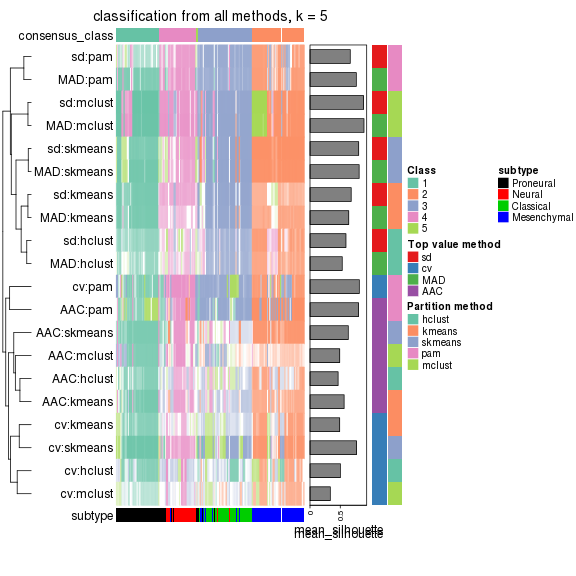 classification from all methods, k = 5
consensus_class
sd:pam
MAD:pam
sd:mclust
MAD:mclust
sd:skmeans
MAD:skmeans
sd:kmeans
MAD:kmeans
sd:hclust
MAD:hclust
cv:pam
AAC:pam
AAC:skmeans
AAC:mclust
AAC:hclust
AAC:kmeans
cv:kmeans
cv:skmeans
cv:hclust
cv:mclust
subtype
0
0.5
mean_silhouette
mean_silhouette
Class
1
2
3
4
5
Top value method
sd
cv
MAD
AAC
Partition method
hclust
kmeans
skmeans
pam
mclust
subtype
Proneural
Neural
Classical
Mesenchymal